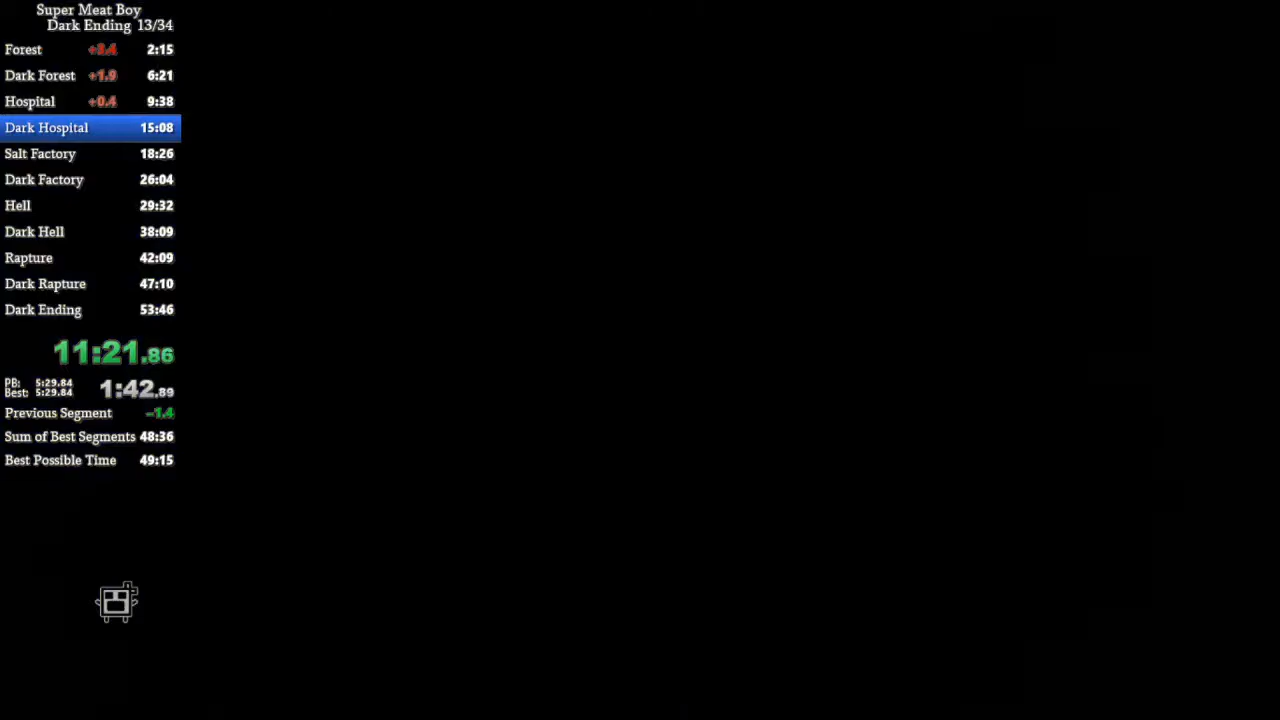 Super Meat Boy
Dark Ending 13/34
Forest +3.4 2:15
Dark Forest +1.9 6:21
Hospital +0.4 9:38
Dark Hospital 15:08
Salt Factory 18:26
Dark Factory 26:04
Hell 29:32
Dark Hell 38:09
Rapture 42:09
Dark Rapture 47:10
Dark Ending 53:46
11:21.86
PB: 5:29.84 1:42.89
Best: 5:29.84
Previous Segment -1.4
Sum of Best Segments 48:36
Best Possible Time 49:15